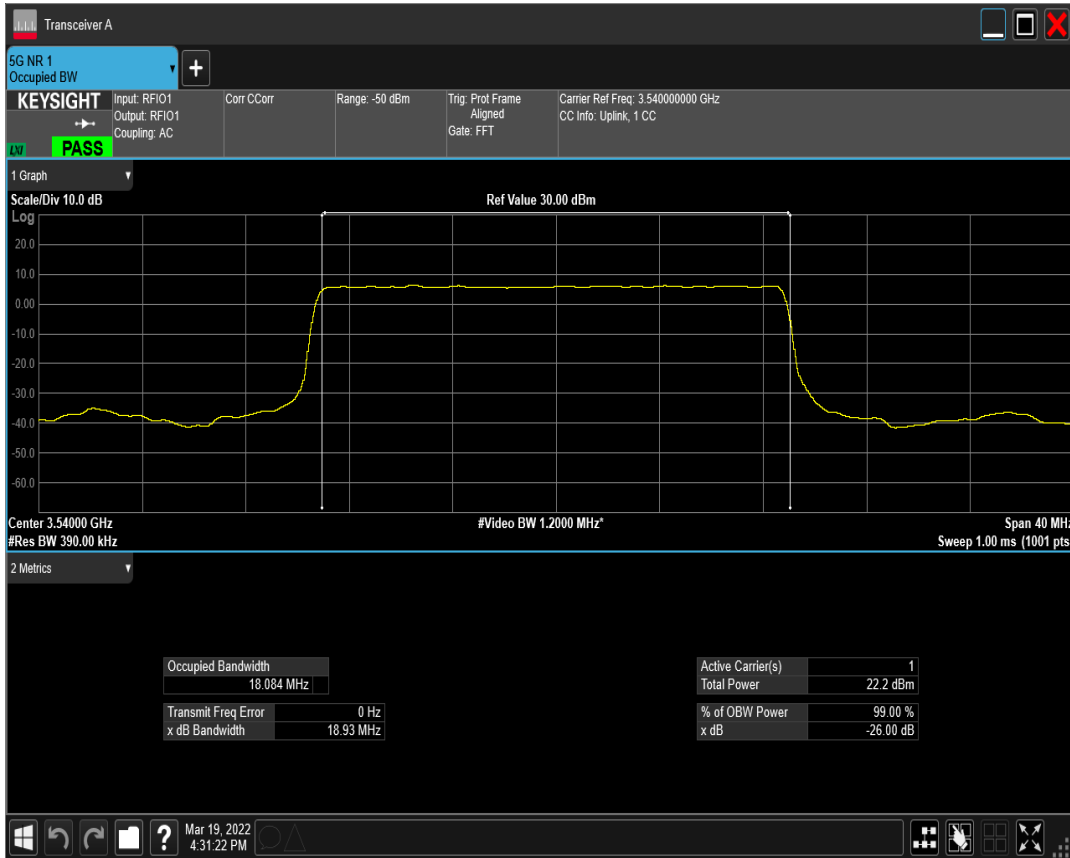 Transceiver A
5G NR 1
Occupied BW
+
KEYSIGHT
LXI
PASS
Input: RFIO1
Output: RFIO1
Coupling: AC
Corr CCorr
Range: -50 dBm
Trig: Prot Frame
Aligned
Gate: FFT
Carrier Ref Freq: 3.540000000 GHz
CC Info: Uplink, 1 CC
1 Graph
Scale/Div 10.0 dB
Ref Value 30.00 dBm
Log
20.0
10.0
0.00
-10.0
-20.0
-30.0
-40.0
-50.0
-60.0
Center 3.54000 GHz
#Video BW 1.2000 MHz*
Span 40 MHz
#Res BW 390.00 kHz
Sweep 1.00 ms (1001 pts
2 Metrics
Occupied Bandwidth
18.084 MHz
Transmit Freq Error 0 Hz
x dB Bandwidth 18.93 MHz
Active Carrier(s) 1
Total Power 22.2 dBm
% of OBW Power 99.00 %
x dB -26.00 dB
?
Mar 19, 2022
4:31:22 PM